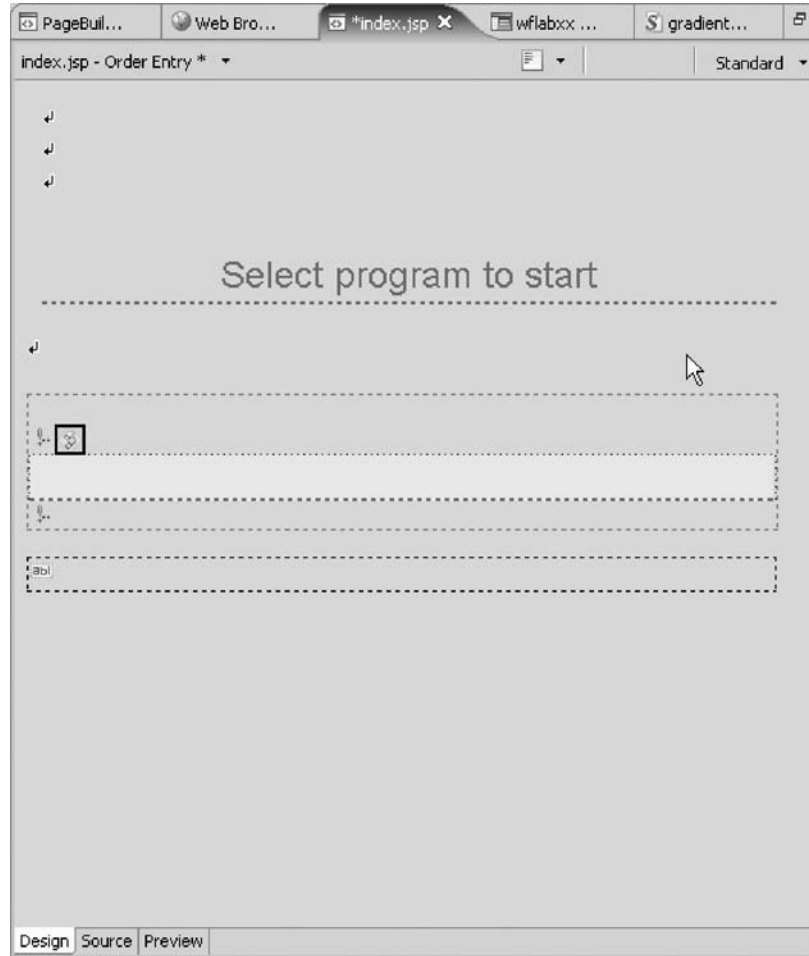 PageBuil... Web Bro... *index.jsp wflabxx ... gradient...
index.jsp - Order Entry * Standard
Select program to start
abl
Design Source Preview